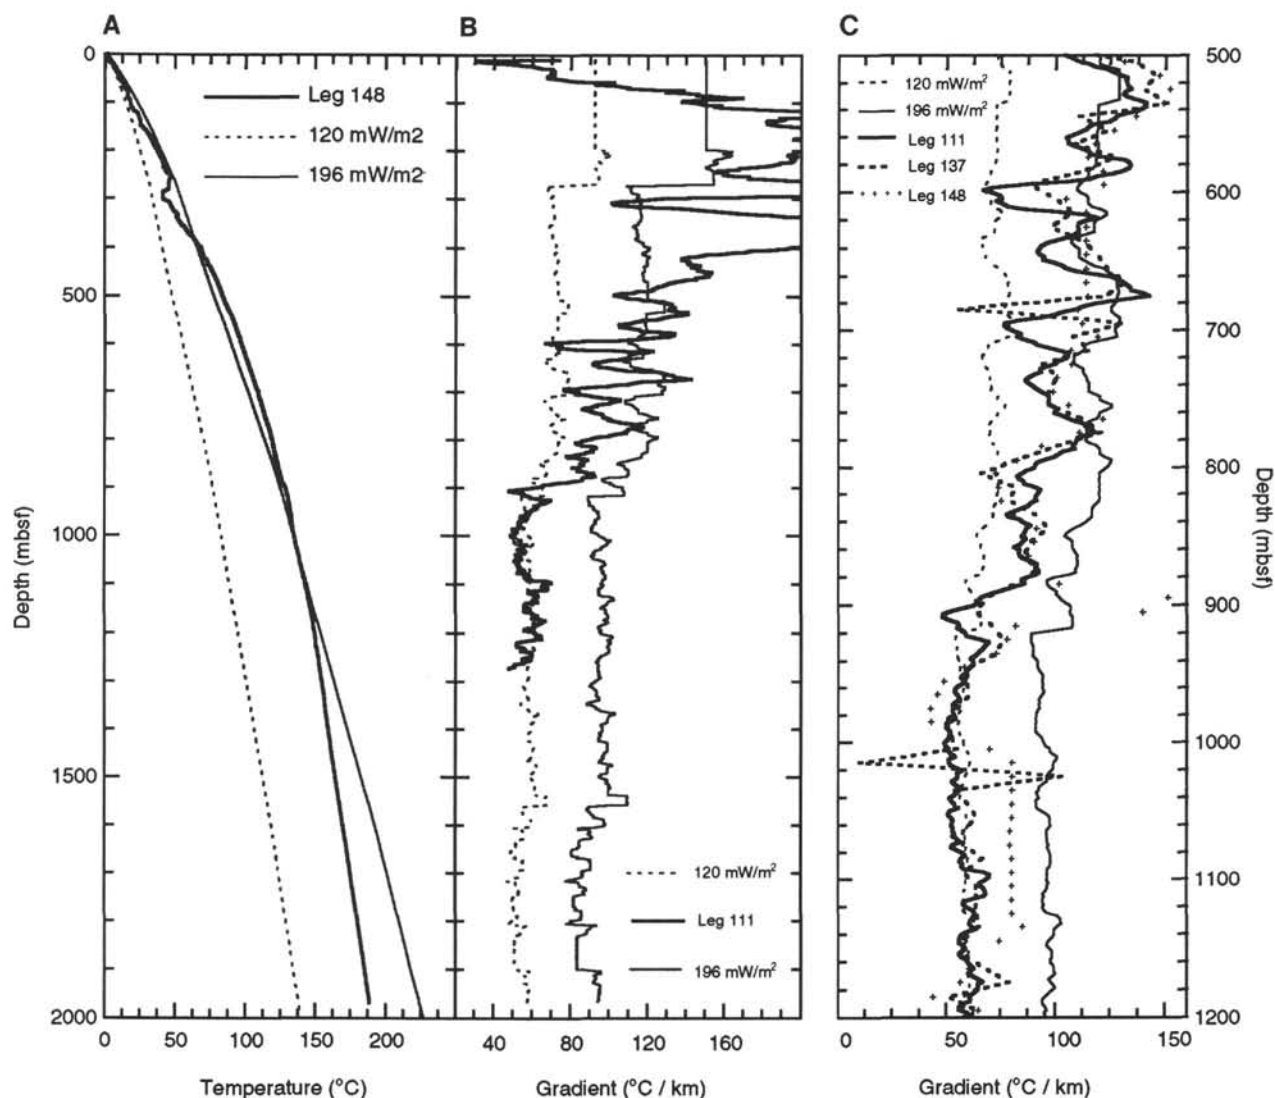 A
B
C
0
500
1000
1500
2000
Depth (mbsf)
Leg 148
120 mW/m2
196 mW/m2
0
50
100
150
200
Temperature (°C)
120 mW/m²
Leg 111
196 mW/m²
40
80
120
160
Gradient (°C / km)
120 mW/m²
196 mW/m²
Leg 111
Leg 137
Leg 148
500
600
700
800
900
1000
1100
1200
Depth (mbsf)
0
50
100
150
Gradient (°C / km)